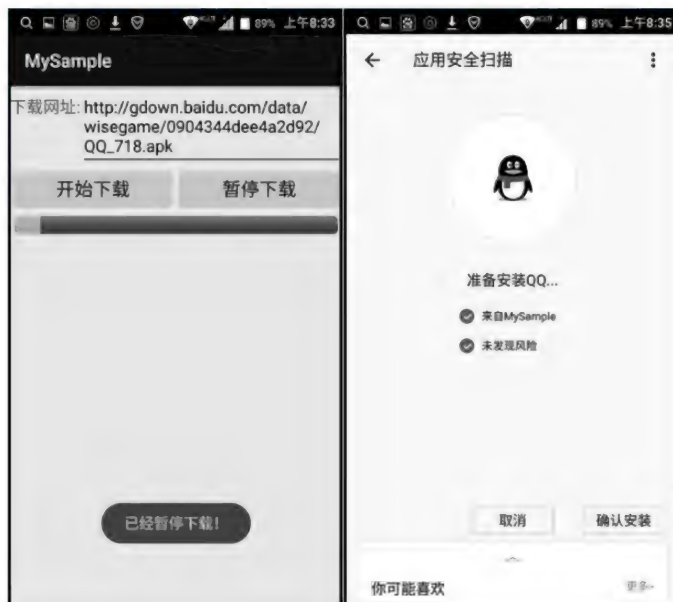 89% 上午8:33
MySample
下载网址: http://gdown.baidu.com/data/
wisegame/0904344dee4a2d92/
QQ_718.apk
开始下载 暂停下载
已经暂停下载!
89% 上午8:35
应用安全扫描
准备安装QQ...
来自MySample
未发现风险
取消 确认安装
你可能喜欢 更多